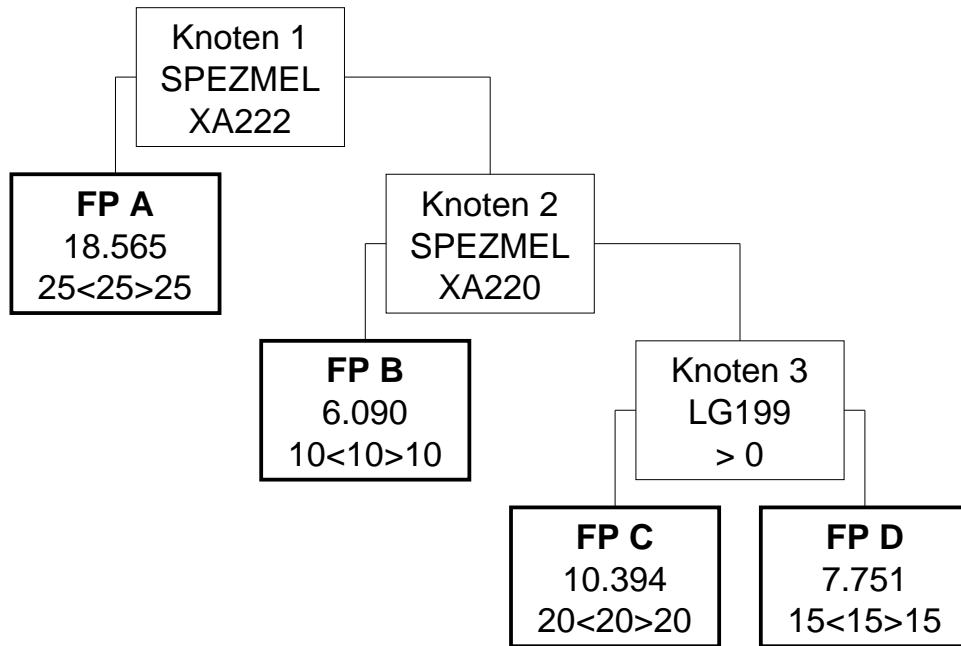 Knoten 1
SPEZMEL
XA222
FP A
18.565
25<25>25
Knoten 2
SPEZMEL
XA220
FP B
6.090
10<10>10
Knoten 3
LG199
> 0
FP C
10.394
20<20>20
FP D
7.751
15<15>15